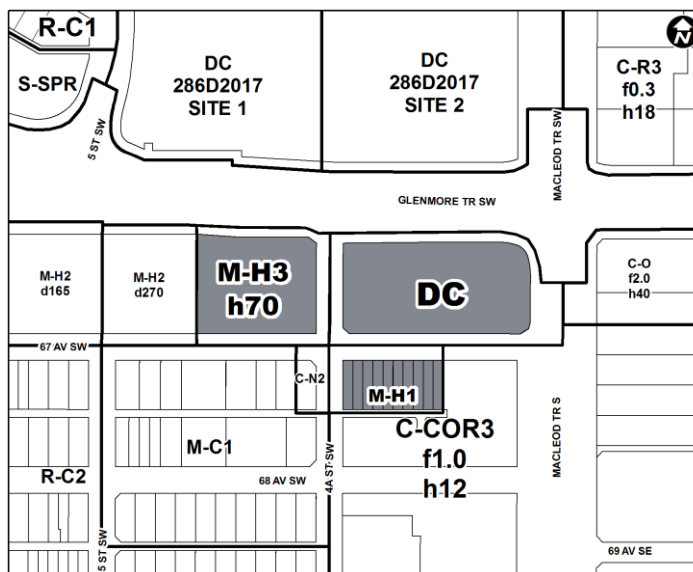 R-C1
S-SPR
5 ST SW
DC
286D2017
SITE 1
DC
286D2017
SITE 2
MACLEOD TR SW
C-R3
f0.3
h18
N
GLENMORE TR SW
M-H2
d165
M-H2
d270
M-H3
h70
DC
C-O
f2.0
h40
67 AV SW
C-N2
M-H1
M-C1
C-COR3
f1.0
h12
R-C2
68 AV SW
4A ST SW
MACLEOD TR S
5 ST SW
69 AV SE